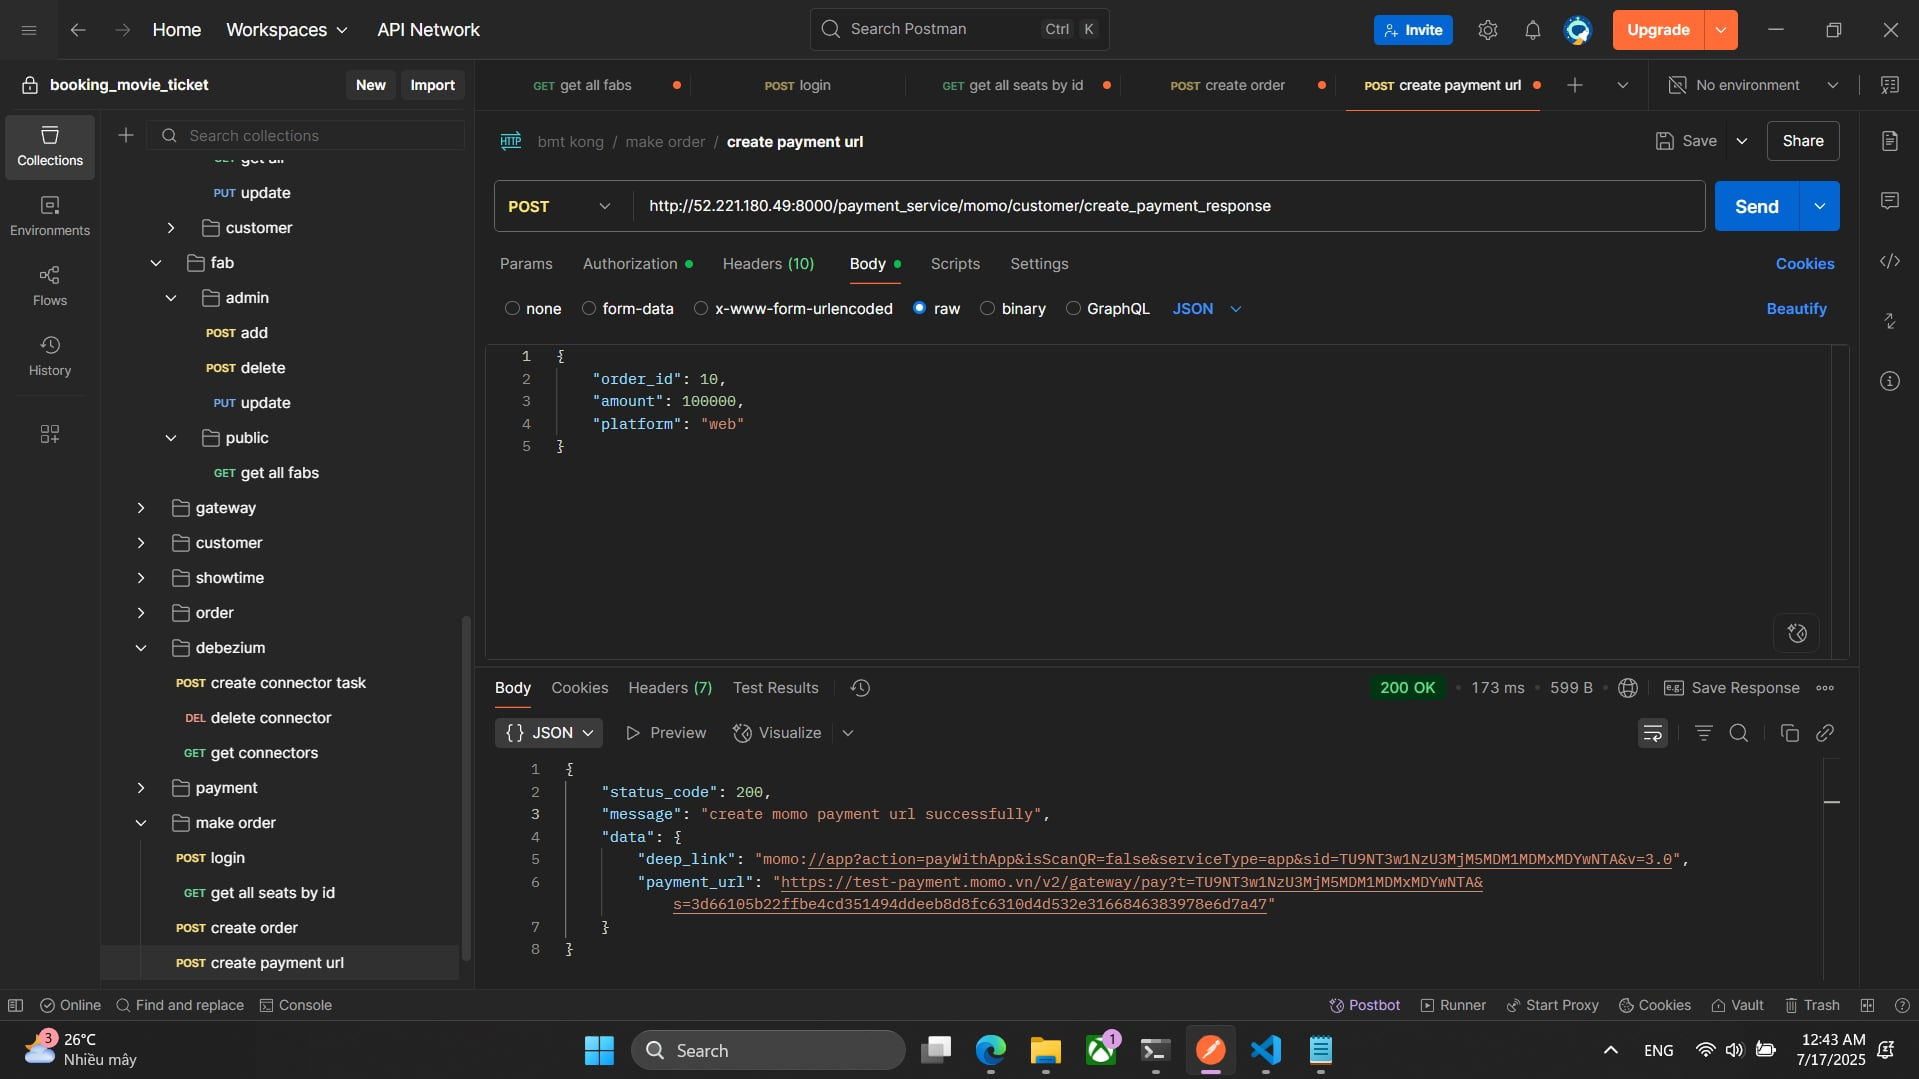 Home Workspaces API Network Search Postman Ctrl K Invite Upgrade
booking_movie_ticket New Import
GET get all fabs POST login GET get all seats by id POST create order POST create payment url No environment
Collections
Environments
Flows
History
Search collections
GET get all
PUT update
customer
fab
admin
POST add
POST delete
PUT update
public
GET get all fabs
gateway
customer
showtime
order
debezium
POST create connector task
DEL delete connector
GET get connectors
payment
make order
POST login
GET get all seats by id
POST create order
POST create payment url
HTTP bmt kong / make order / create payment url Save Share
POST http://52.221.180.49:8000/payment_service/momo/customer/create_payment_response Send
Params Authorization Headers (10) Body Scripts Settings Cookies
none form-data x-www-form-urlencoded raw binary GraphQL JSON Beautify
1 {
2 "order_id": 10,
3 "amount": 100000,
4 "platform": "web"
5 }
Body Cookies Headers (7) Test Results 200 OK • 173 ms • 599 B • e.g. Save Response
{} JSON Preview Visualize
1 {
2 "status_code": 200,
3 "message": "create momo payment url successfully",
4 "data": {
5 "deep_link": "momo://app?action=payWithApp&isScanQR=false&serviceType=app&sid=TU9NT3w1NzU3MjM5MDM1MDMxMDYwNTA&v=3.0",
6 "payment_url": "https://test-payment.momo.vn/v2/gateway/pay?t=TU9NT3w1NzU3MjM5MDM1MDMxMDYwNTA&
s=3d66105b22ffbe4cd351494ddeeb8d8fc6310d4d532e3166846383978e6d7a47"
7 }
8 }
Online Find and replace Console Postbot Runner Start Proxy Cookies Vault Trash
3 26°C
Nhiều mây
Search
1
ENG
12:43 AM
7/17/2025